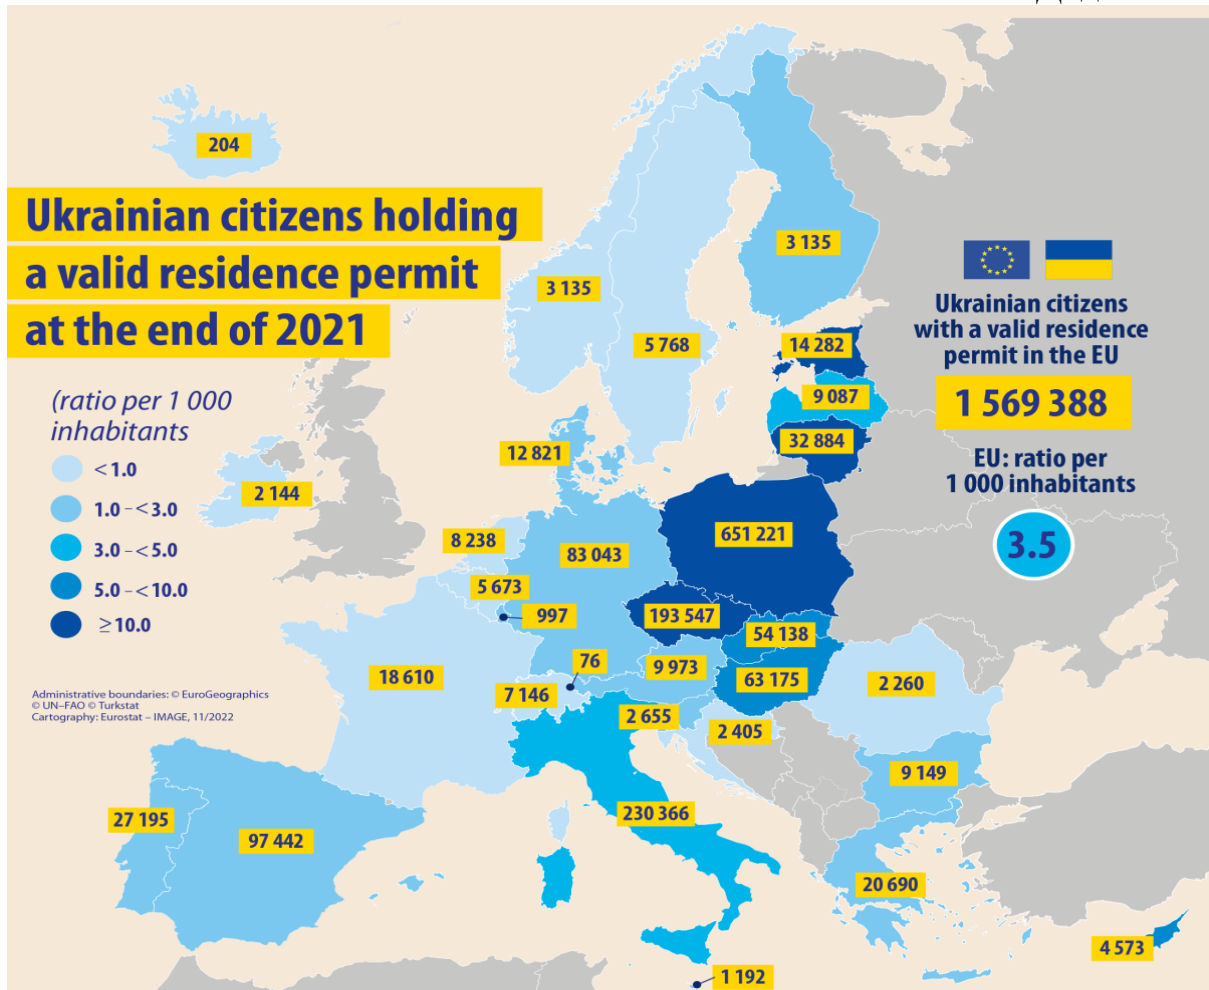 204
Ukrainian citizens holding
a valid residence permit
at the end of 2021
3 135
3 135
5 768
Ukrainian citizens
with a valid residence
permit in the EU
1 569 388
EU: ratio per
1 000 inhabitants
3.5
(ratio per 1 000
inhabitants
< 1.0
1.0 – < 3.0
3.0 – < 5.0
5.0 – < 10.0
≥ 10.0
14 282
9 087
32 884
12 821
2 144
8 238
83 043
651 221
5 673
997
193 547
54 138
76
9 973
18 610
7 146
63 175
2 260
2 655
2 405
9 149
27 195
97 442
230 366
20 690
4 573
1 192
Administrative boundaries: © EuroGeographics
© UN–FAO © Turkstat
Cartography: Eurostat – IMAGE, 11/2022